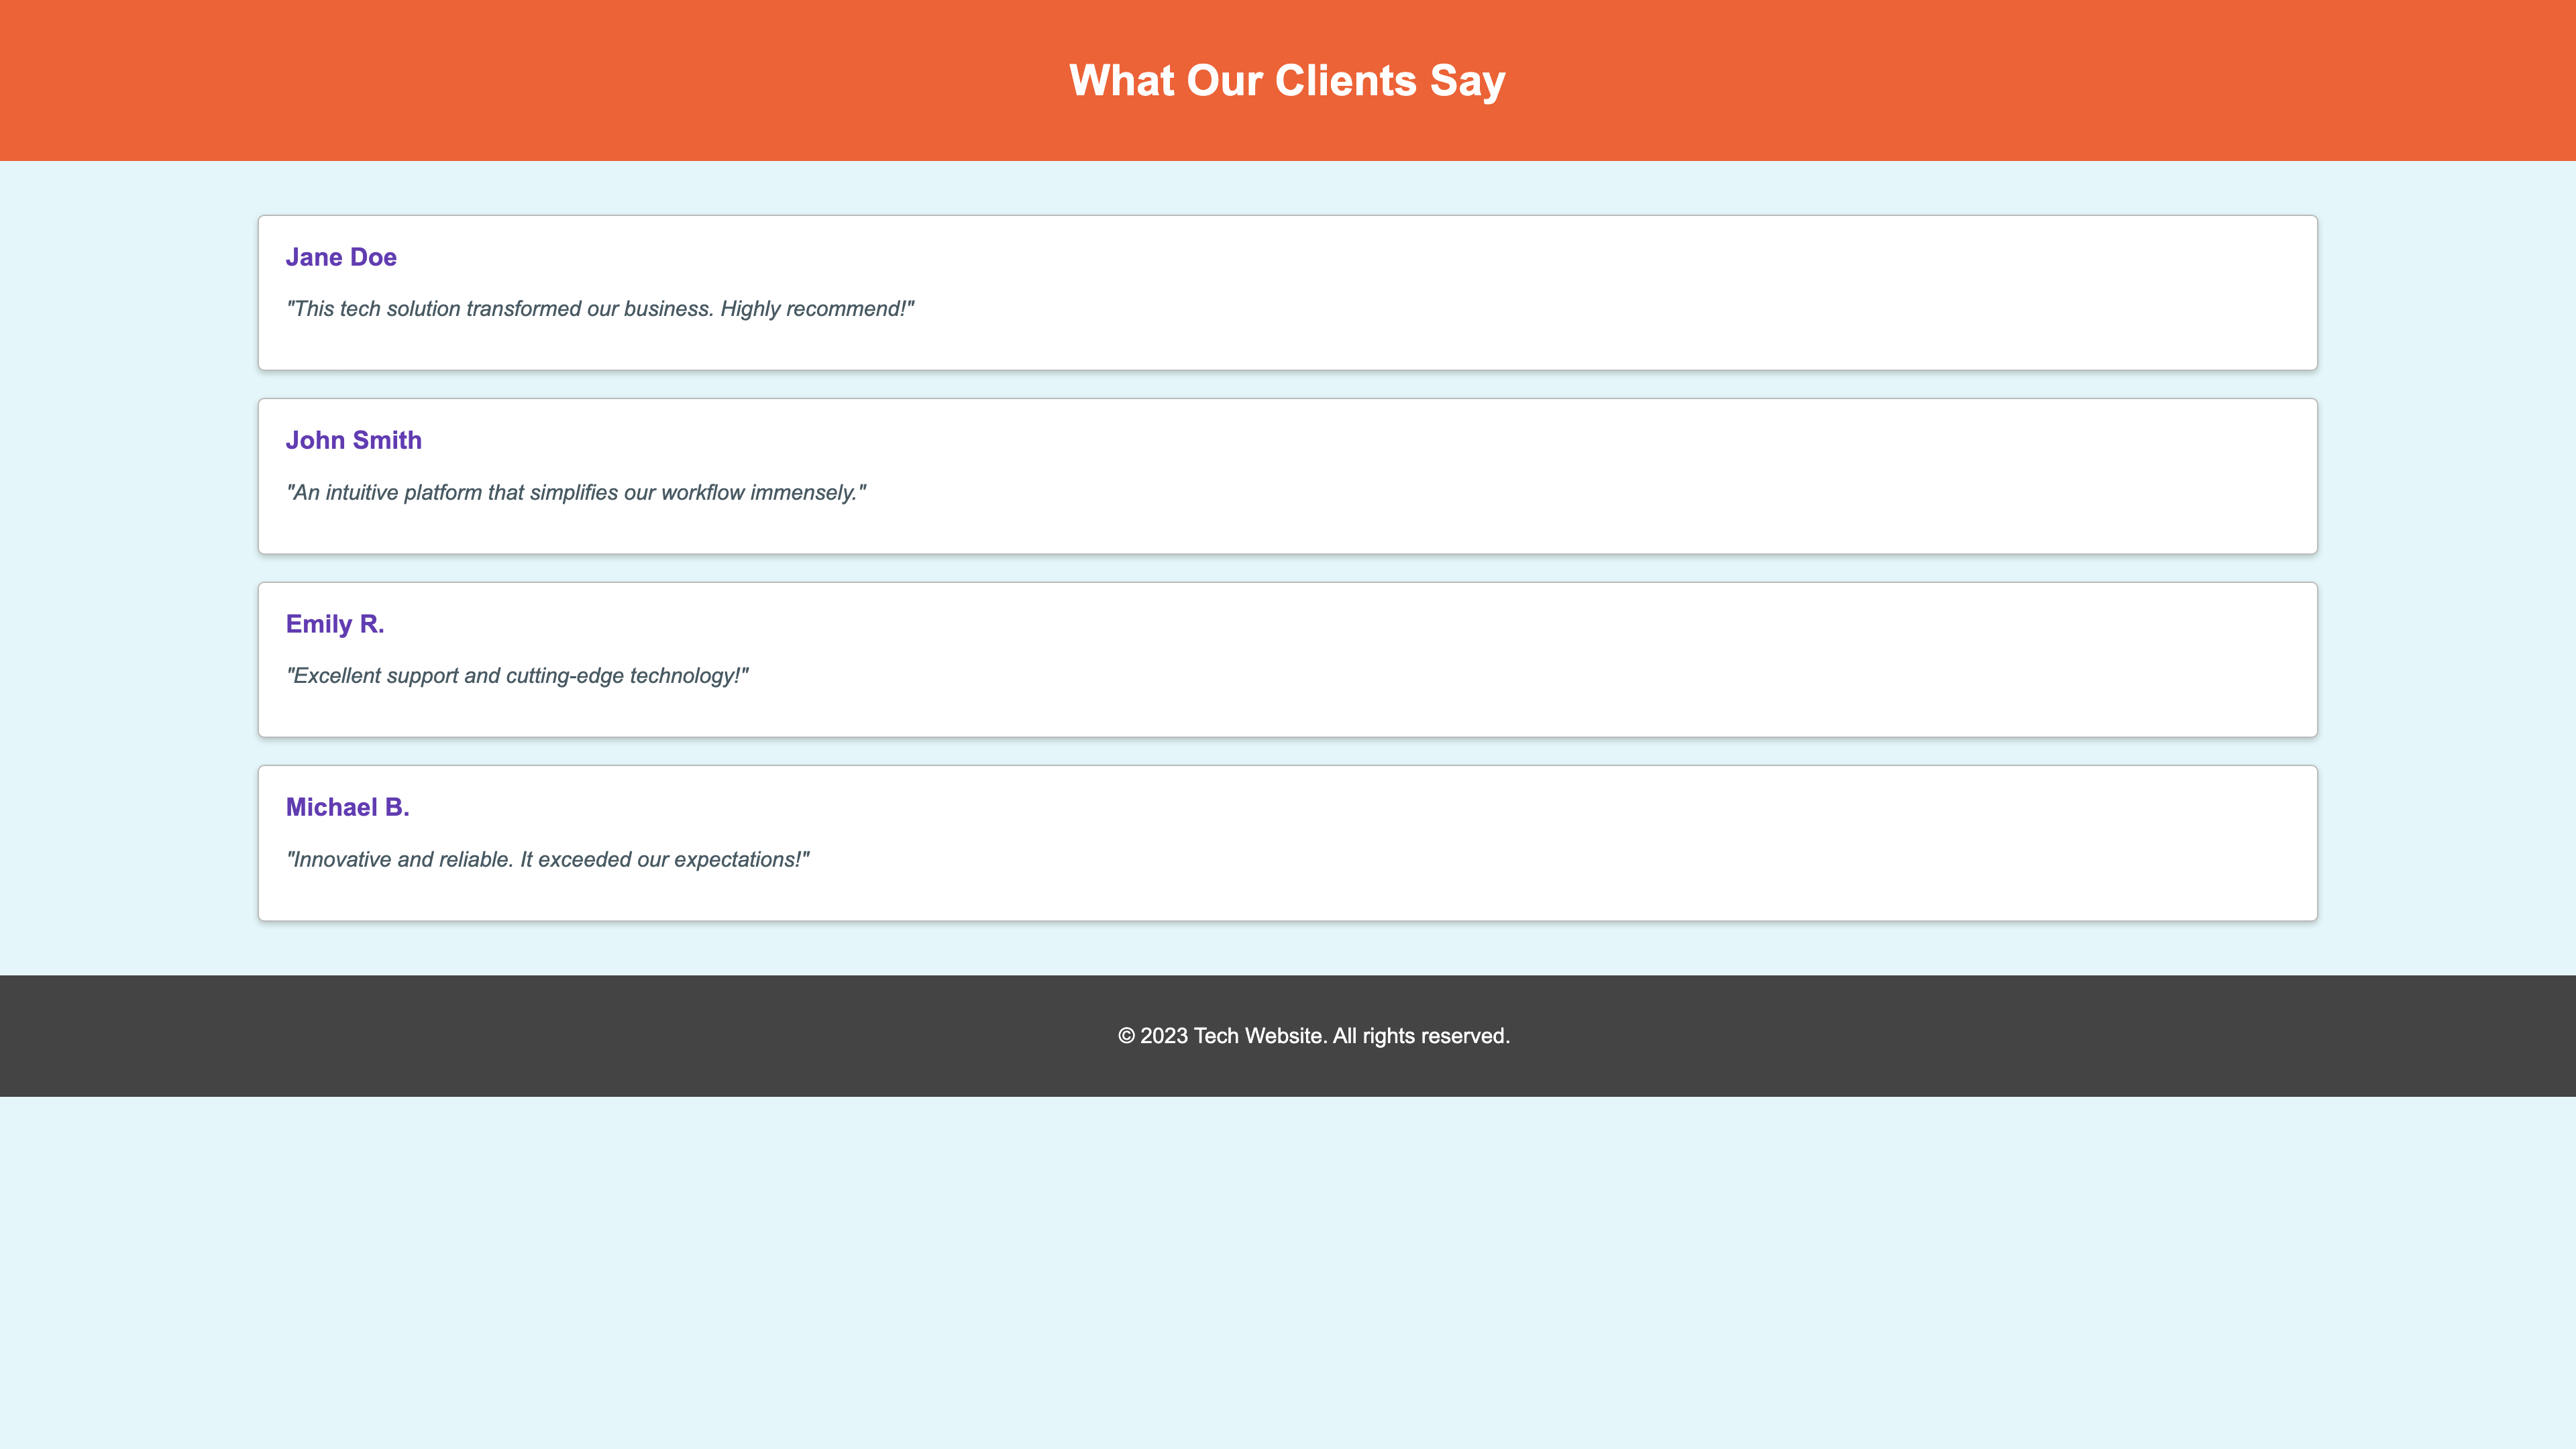 What Our Clients Say
Jane Doe
"This tech solution transformed our business. Highly recommend!"
John Smith
"An intuitive platform that simplifies our workflow immensely."
Emily R.
"Excellent support and cutting-edge technology!"
Michael B.
"Innovative and reliable. It exceeded our expectations!"
© 2023 Tech Website. All rights reserved.